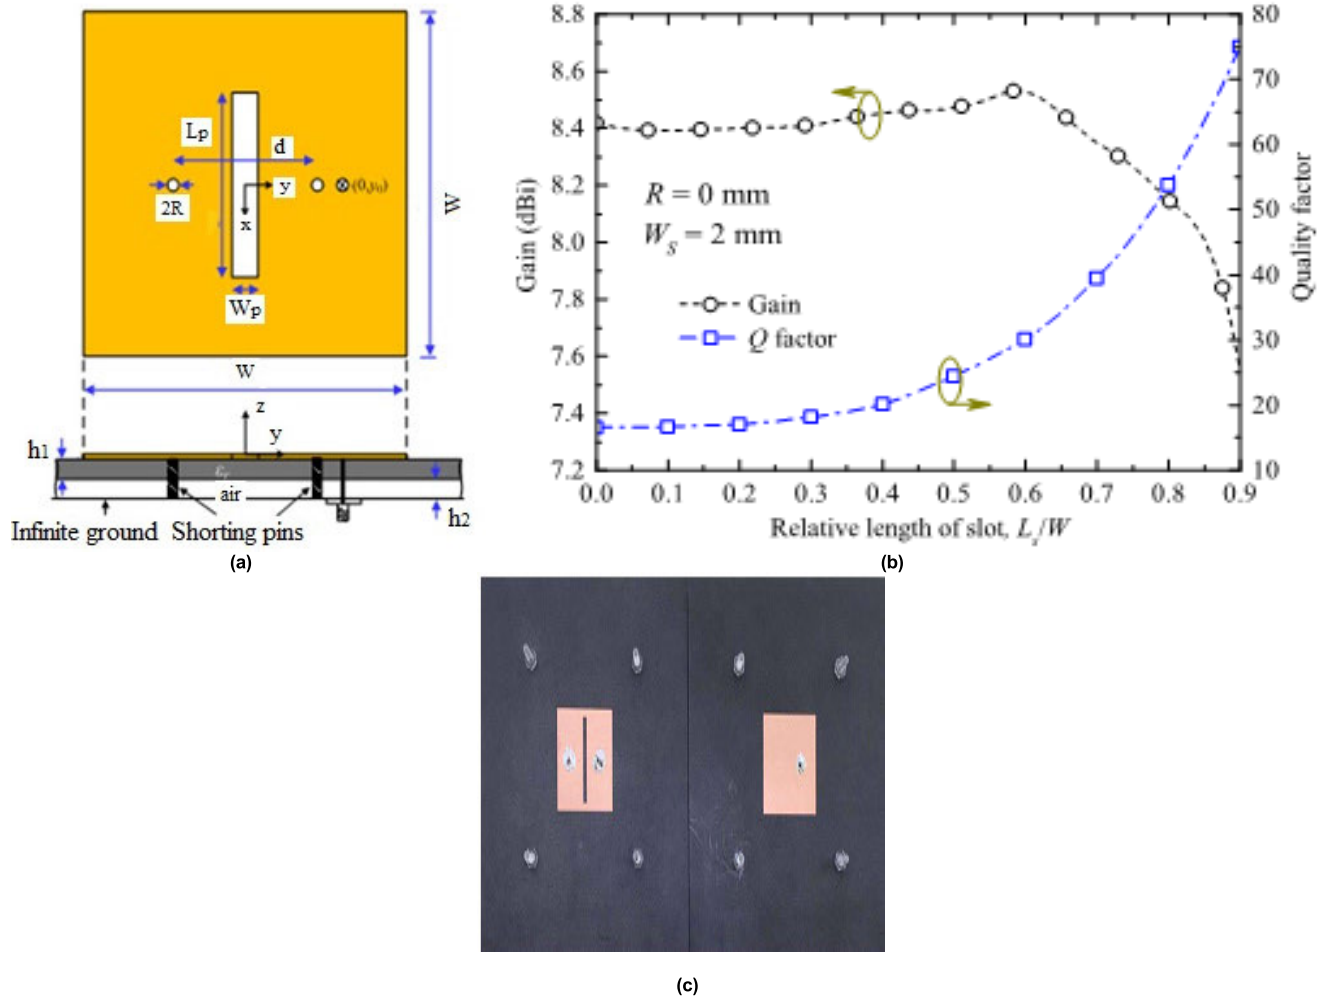 Lp
d
y
(0,y₀)
2R
x
Wp
W
W
z
y
h1
εr
air
h2
Infinite ground Shorting pins
(a)
8.8
8.6
8.4
8.2
8.0
7.8
7.6
7.4
7.2
Gain (dBi)
R = 0 mm
W_S = 2 mm
Gain
Q factor
80
70
60
50
40
30
20
10
Quality factor
0.0 0.1 0.2 0.3 0.4 0.5 0.6 0.7 0.8 0.9
Relative length of slot, L_s/W
(b)
(c)